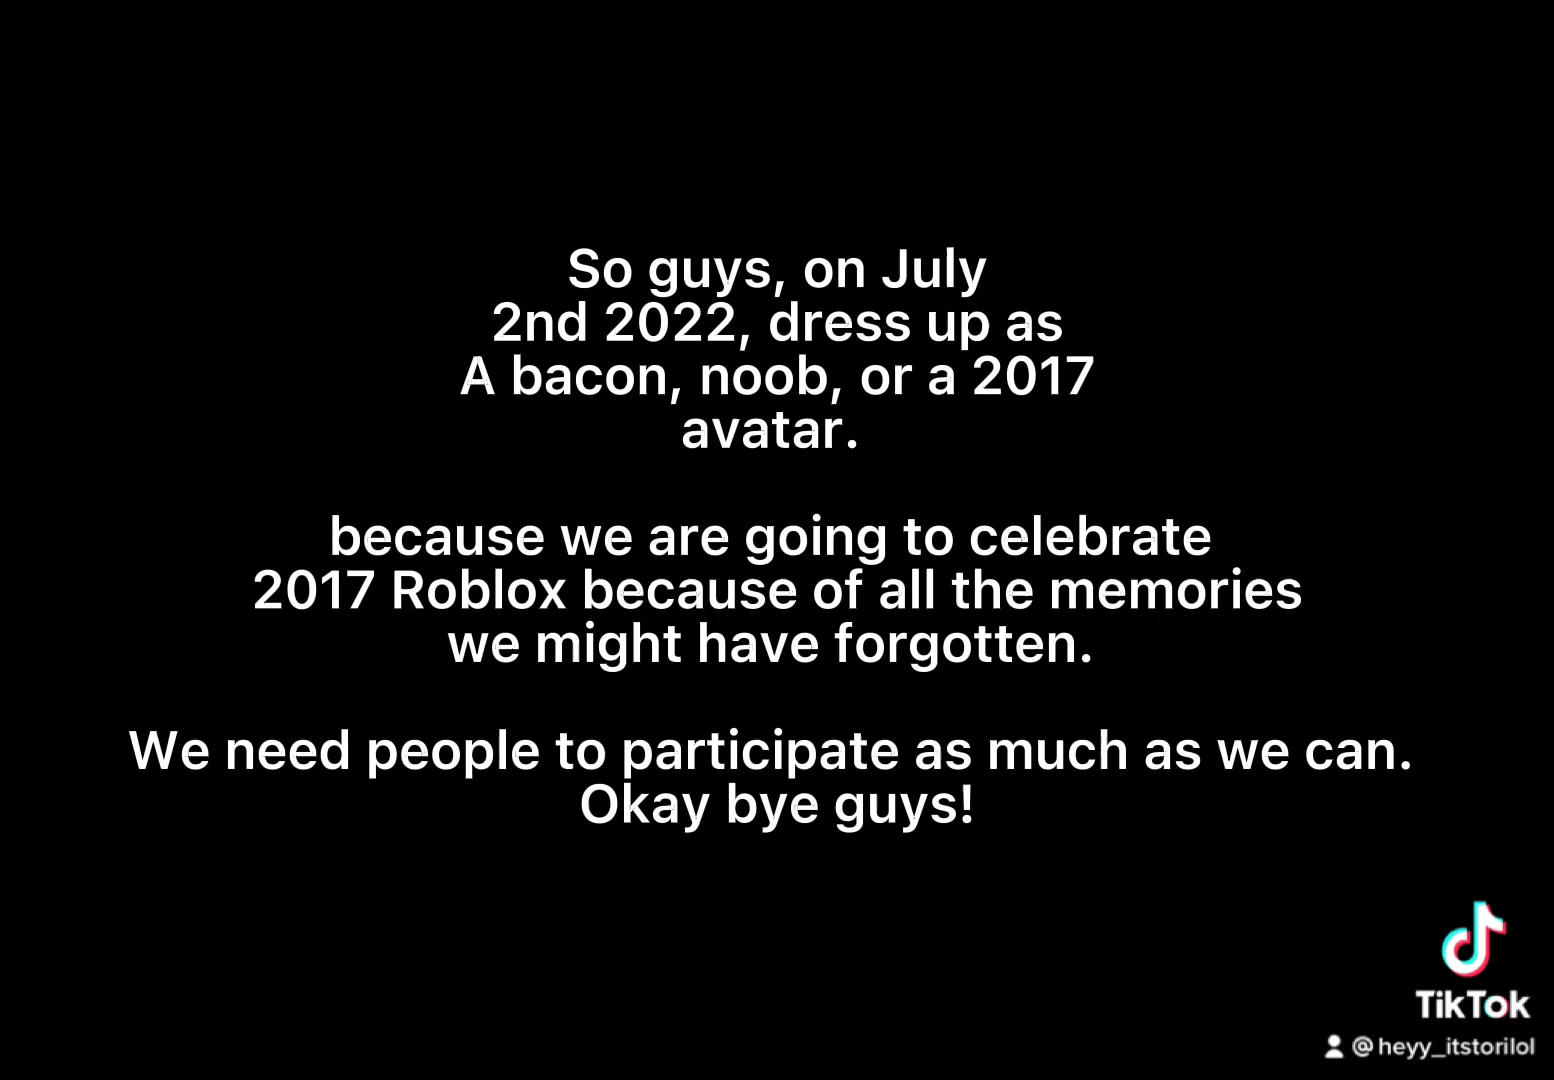 So guys, on July
2nd 2022, dress up as
A bacon, noob, or a 2017
avatar.
because we are going to celebrate
2017 Roblox because of all the memories
we might have forgotten.
We need people to participate as much as we can.
Okay bye guys!
TikTok
@heyy_itstorilol